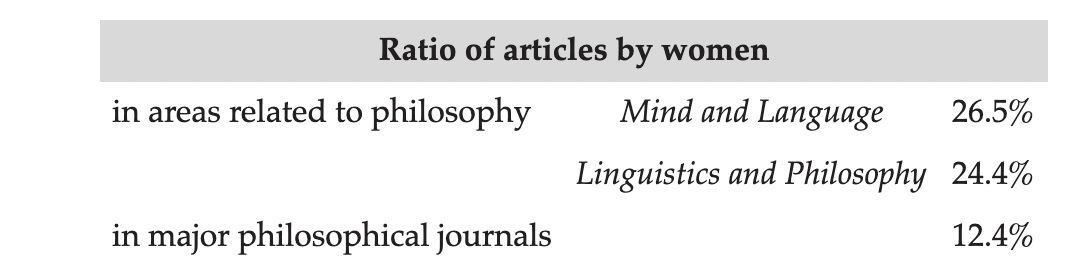 Ratio of articles by women
in areas related to philosophy Mind and Language 26.5%
Linguistics and Philosophy 24.4%
in major philosophical journals 12.4%